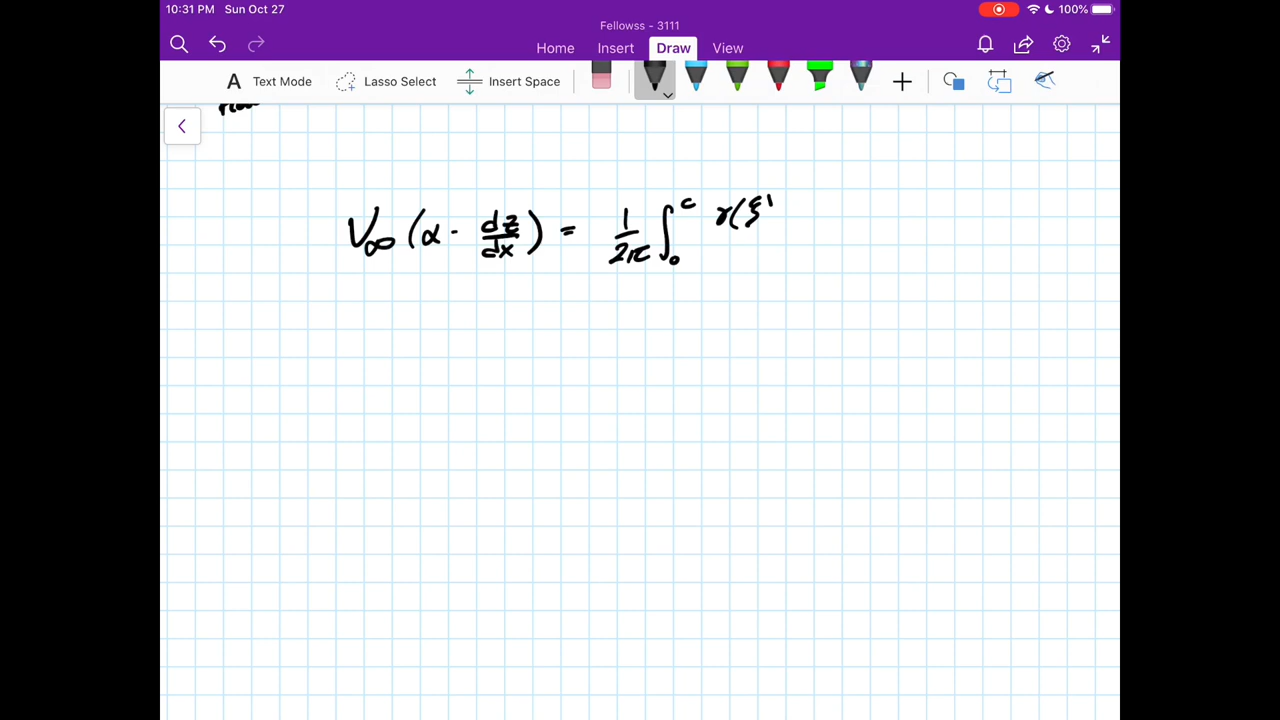 10:31 PM Sun Oct 27
100%
Fellowss - 3111
Home Insert Draw View
A Text Mode Lasso Select Insert Space
V∞ (α - dz/dx) = 1/2π ∫₀ᶜ γ(ξ